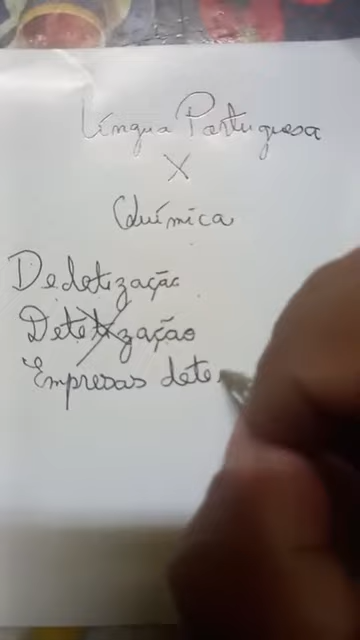 Língua Portuguesa
X
Química
Dedetização
Detetização
Empresas dete